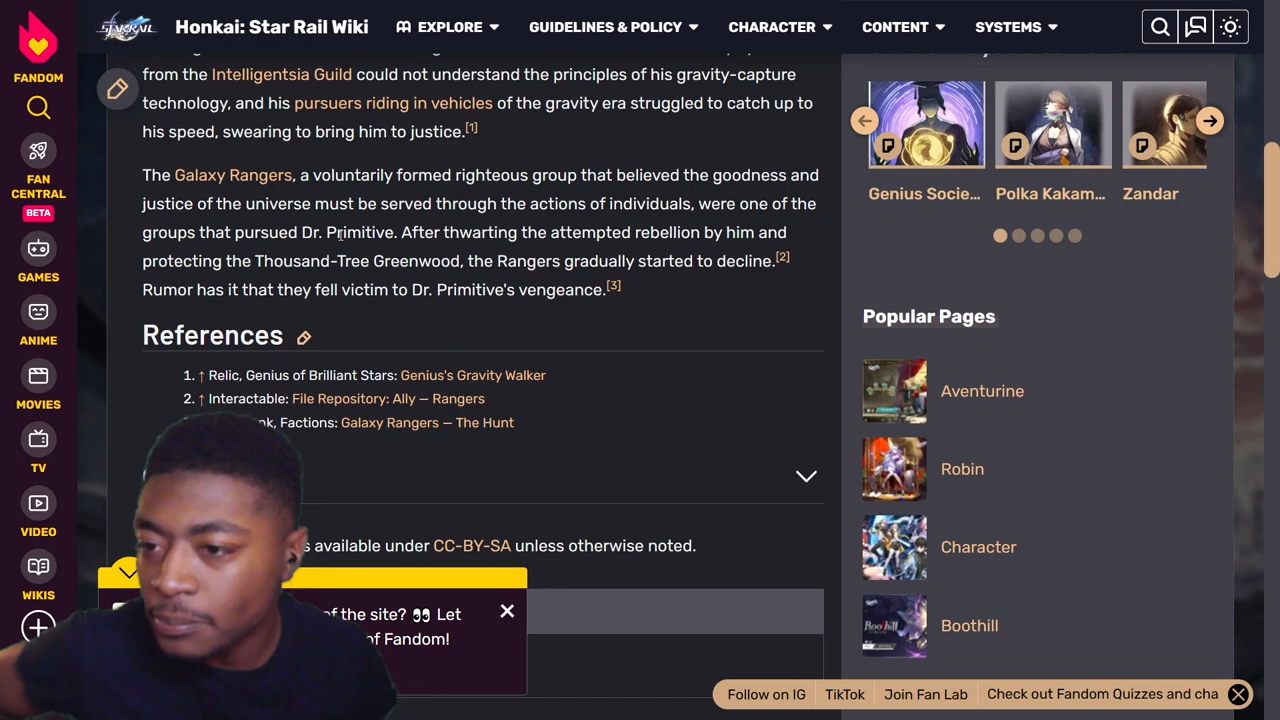 Honkai: Star Rail Wiki
EXPLORE
GUIDELINES & POLICY
CHARACTER
CONTENT
SYSTEMS
STARRAIL
FANDOM
FAN
CENTRAL
BETA
GAMES
ANIME
MOVIES
TV
VIDEO
WIKIS
from the Intelligentsia Guild could not understand the principles of his gravity-capture
technology, and his pursuers riding in vehicles of the gravity era struggled to catch up to
his speed, swearing to bring him to justice.[1]
The Galaxy Rangers, a voluntarily formed righteous group that believed the goodness and
justice of the universe must be served through the actions of individuals, were one of the
groups that pursued Dr. Primitive. After thwarting the attempted rebellion by him and
protecting the Thousand-Tree Greenwood, the Rangers gradually started to decline.[2]
Rumor has it that they fell victim to Dr. Primitive's vengeance.[3]
References
1. ↑ Relic, Genius of Brilliant Stars: Genius's Gravity Walker
2. ↑ Interactable: File Repository: Ally — Rangers
nk, Factions: Galaxy Rangers — The Hunt
s available under CC-BY-SA unless otherwise noted.
of the site? 👀 Let
of Fandom!
Genius Socie...
Polka Kakam...
Zandar
Popular Pages
Aventurine
Robin
Character
Boothill
Follow on IG
TikTok
Join Fan Lab
Check out Fandom Quizzes and cha